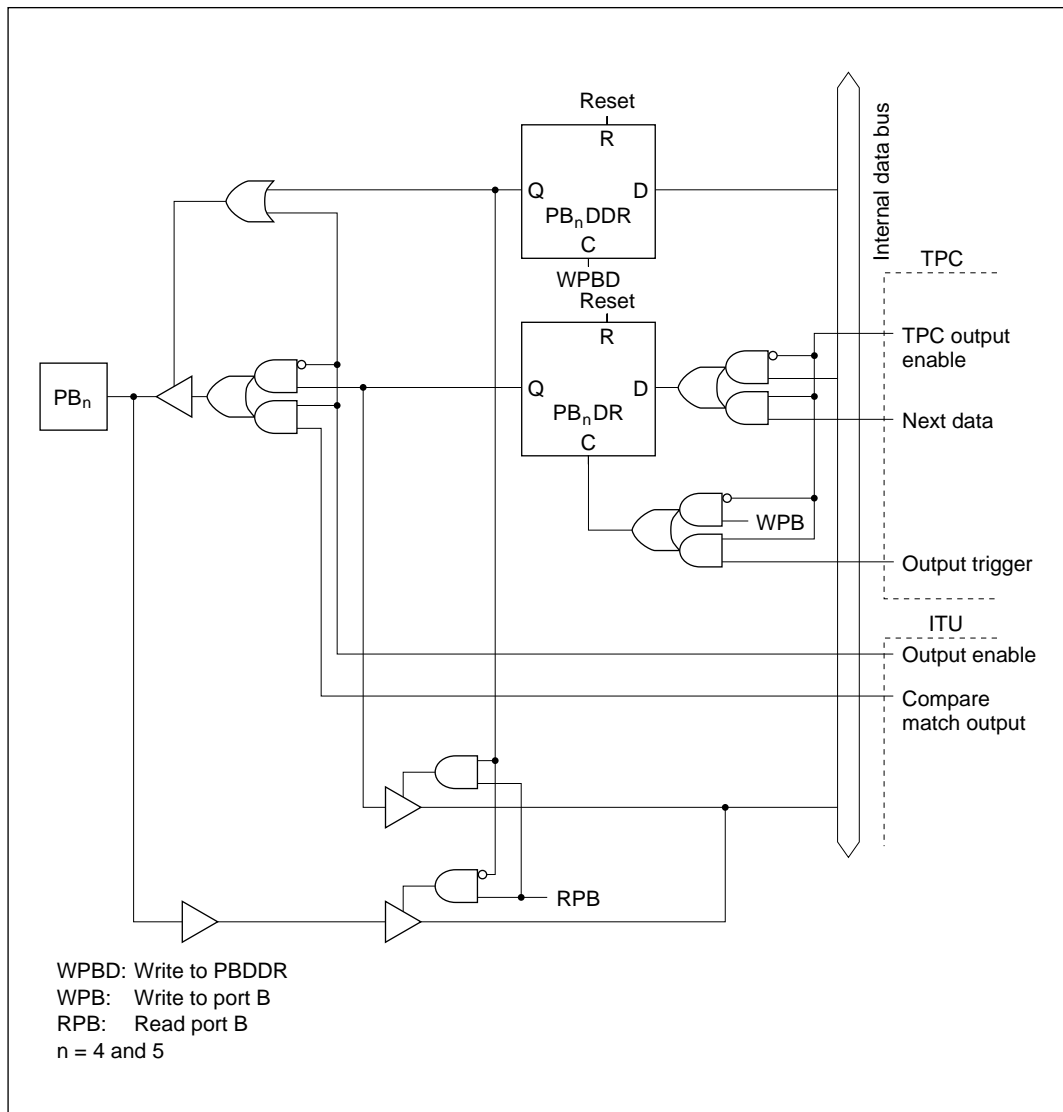 Reset
R
Q
D
PBnDDR
C
WPBD
Internal data bus
TPC
Reset
R
Q
D
PBnDR
C
PBn
TPC output
enable
Next data
WPB
Output trigger
ITU
Output enable
Compare
match output
RPB
WPBD: Write to PBDDR
WPB: Write to port B
RPB: Read port B
n = 4 and 5